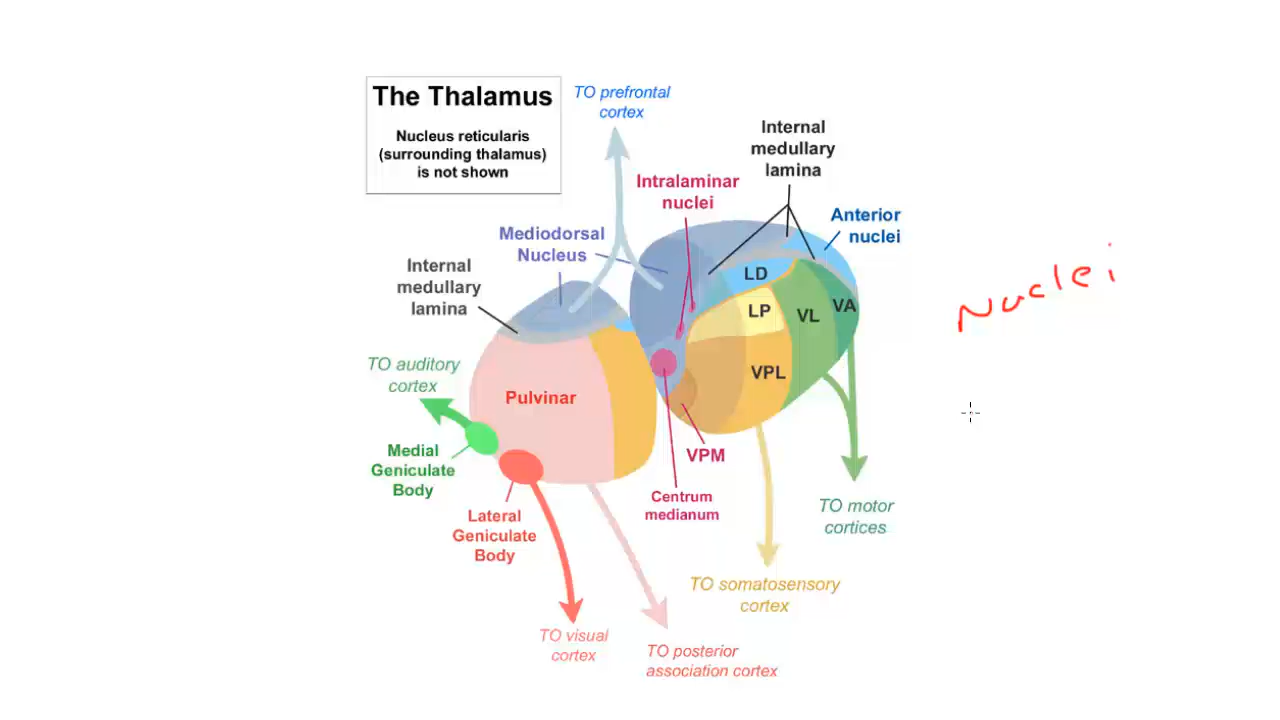 The Thalamus
Nucleus reticularis
(surrounding thalamus)
is not shown
TO prefrontal
cortex
Internal
medullary
lamina
Intralaminar
nuclei
Anterior
nuclei
Mediodorsal
Nucleus
Internal
medullary
lamina
LD
LP
VL
VA
VPL
Nuclei
TO auditory
cortex
Pulvinar
Medial
Geniculate
Body
VPM
Lateral
Geniculate
Body
Centrum
medianum
TO motor
cortices
TO somatosensory
cortex
TO visual
cortex
TO posterior
association cortex